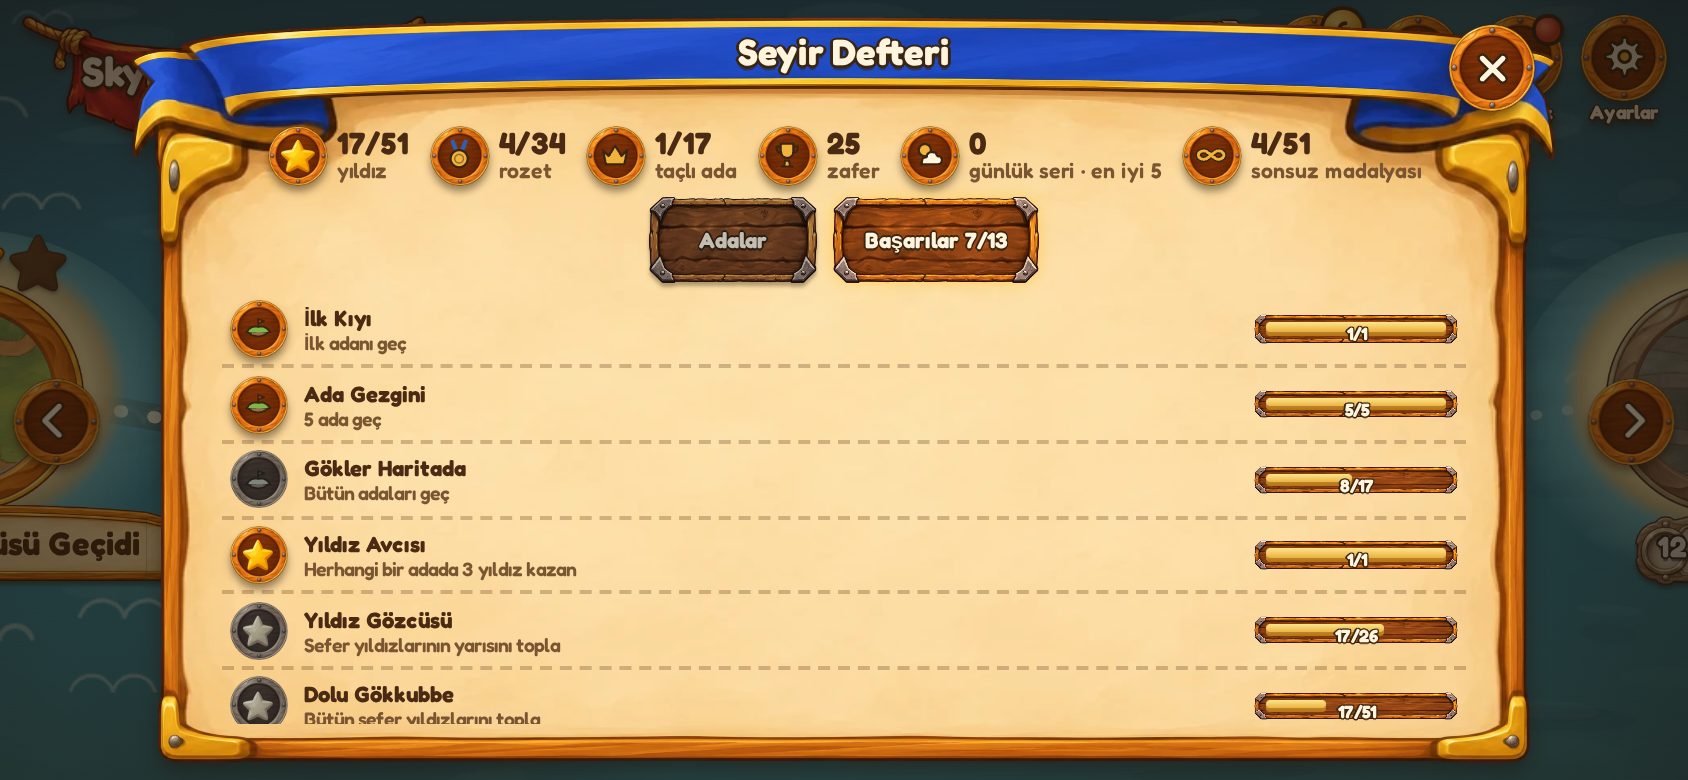 Seyir Defteri
Sky
Ayarlar
17/51
yıldız
4/34
rozet
1/17
taçlı ada
25
zafer
0
günlük seri · en iyi 5
4/51
sonsuz madalyası
Adalar
Başarılar 7/13
İlk Kıyı
İlk adanı geç
1/1
Ada Gezgini
5 ada geç
5/5
Gökler Haritada
Bütün adaları geç
8/17
Yıldız Avcısı
Herhangi bir adada 3 yıldız kazan
1/1
Yıldız Gözcüsü
Sefer yıldızlarının yarısını topla
17/26
Dolu Gökkubbe
Bütün sefer yıldızlarını topla
17/51
üsü Geçidi
12